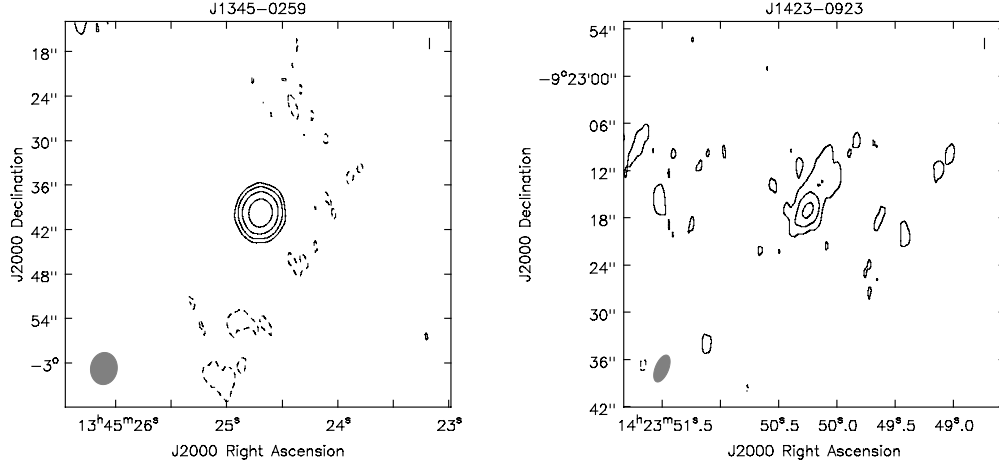 J1345−0259
I
18''
24''
30''
36''
42''
48''
54''
−3°
J2000 Declination
13ʰ45ᵐ26ˢ
25ˢ
24ˢ
23ˢ
J2000 Right Ascension
J1423−0923
I
54''
−9°23'00''
06''
12''
18''
24''
30''
36''
42''
J2000 Declination
14ʰ23ᵐ51ˢ.5
50ˢ.5
50ˢ.0
49ˢ.5
49ˢ.0
J2000 Right Ascension